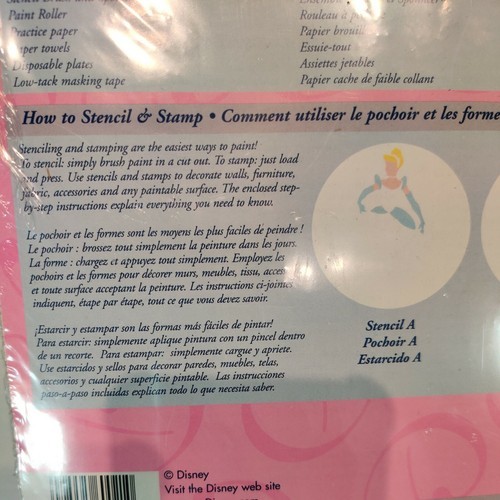 Paint Roller
Practice paper
Paper towels
Disposable plates
Low-tack masking tape
Rouleau à
Papier
Essuie-tout
Assiettes jetables
Papier cache de faible collant
How to Stencil & Stamp • Comment utiliser le pochoir et les forme
Stenciling and stamping are the easiest ways to paint!
To stencil: simply brush paint in a cut out. To stamp: just load
and press. Use stencils and stamps to decorate walls, furniture,
fabric, accessories and any paintable surface. The enclosed step-
by-step instructions explain everything you need to know.
Le pochoir et les formes sont les moyens les plus faciles de peindre !
Le pochoir : brossez tout simplement la peinture dans les jours.
La forme : chargez et appuyez tout simplement. Employez les
pochoirs et les formes pour décorer murs, meubles, tissu, access
et toute surface acceptant la peinture. Les instructions ci-jointes
indiquent, étape par étape, tout ce que vous devez savoir.
¡Estarcir y estampar son las formas más fáciles de pintar!
Para estarcir: simplemente aplique pintura con un pincel dentro
de un recorte. Para estampar: simplemente cargue y apriete.
Use estarcidos y sellos para decorar paredes, muebles, telas,
accesorios y cualquier superficie pintable. Las instrucciones
paso-a-paso incluidas explican todo lo que necesita saber.
Stencil A
Pochoir A
Estarcido A
© Disney
Visit the Disney web site